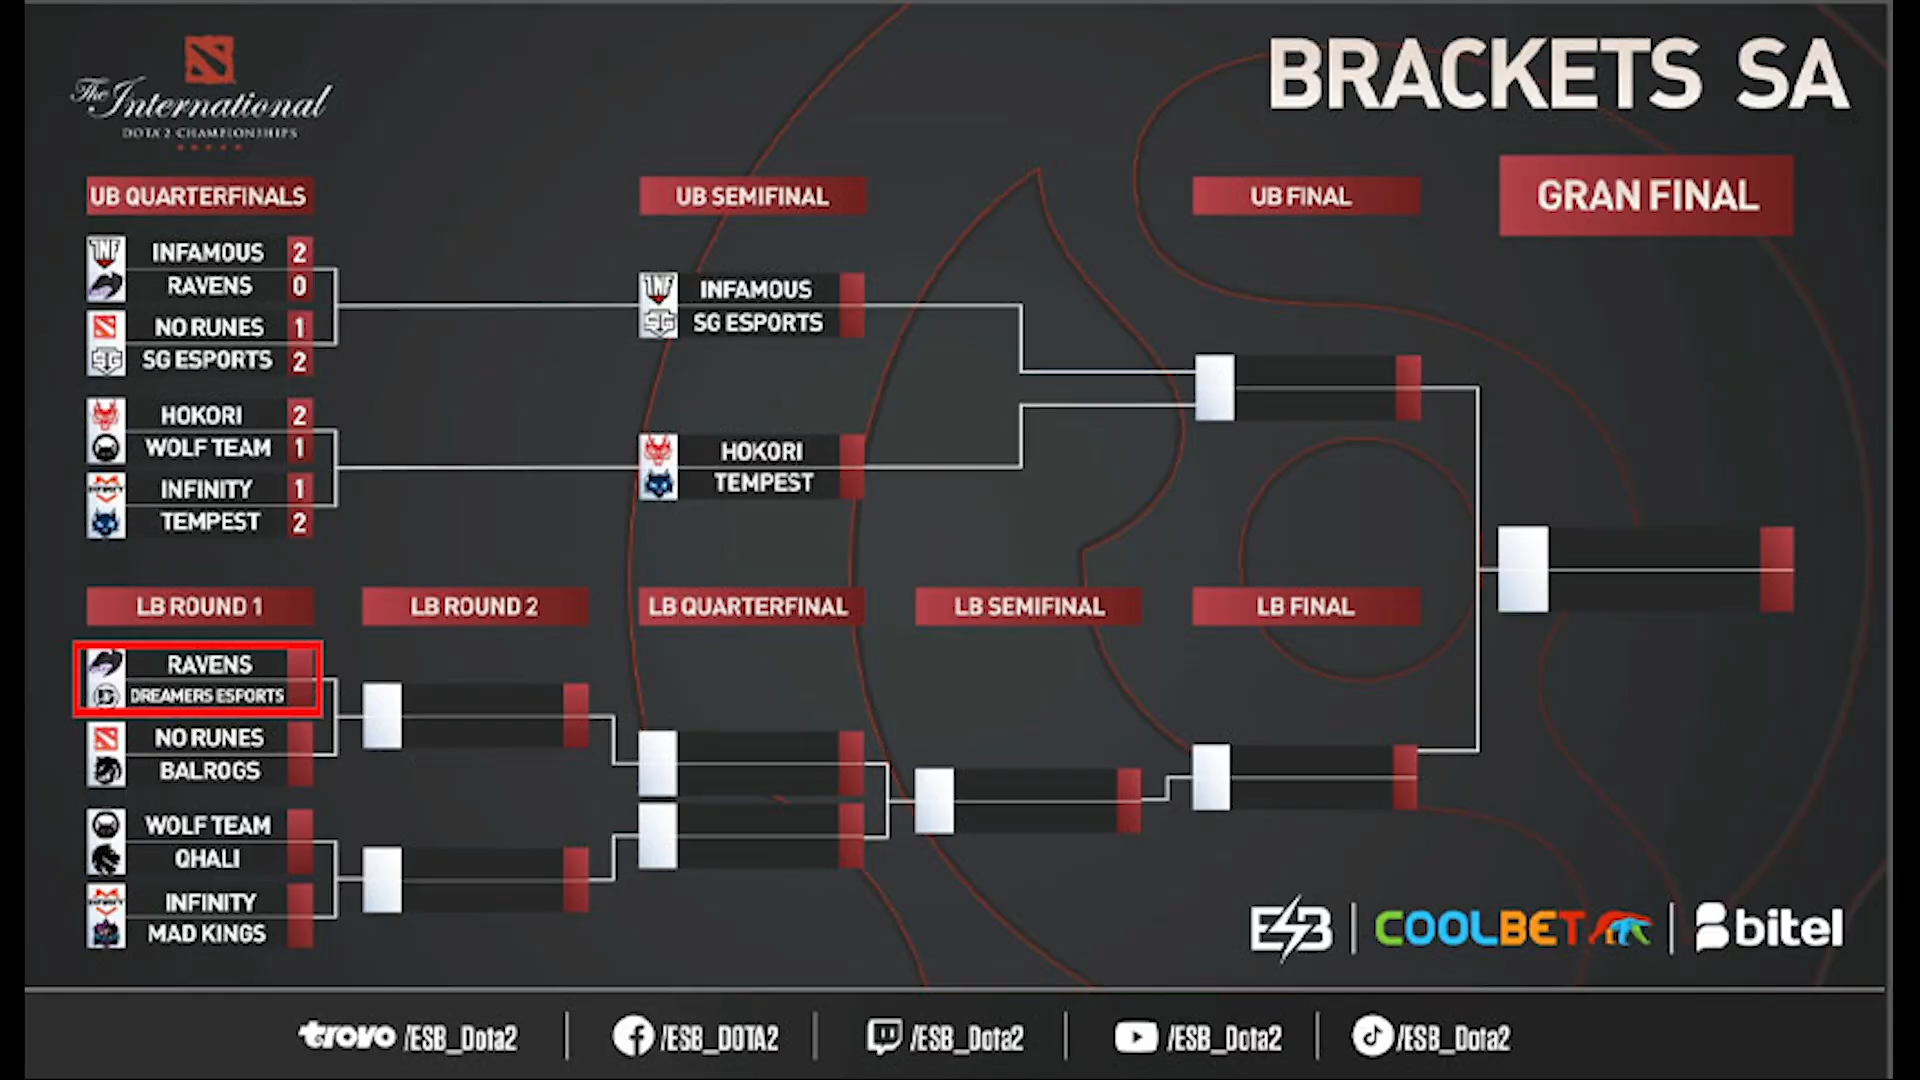 The International
DOTA 2 CHAMPIONSHIPS
BRACKETS SA
UB QUARTERFINALS
UB SEMIFINAL
UB FINAL
GRAN FINAL
INFAMOUS 2
RAVENS 0
NO RUNES 1
SG ESPORTS 2
HOKORI 2
WOLF TEAM 1
INFINITY 1
TEMPEST 2
INFAMOUS
SG ESPORTS
HOKORI
TEMPEST
LB ROUND 1
LB ROUND 2
LB QUARTERFINAL
LB SEMIFINAL
LB FINAL
RAVENS
DREAMERS ESPORTS
NO RUNES
BALROGS
WOLF TEAM
QHALI
INFINITY
MAD KINGS
ESB
COOLBET
bitel
trovo /ESB_Dota2
/ESB_DOTA2
/ESB_Dota2
/ESB_Dota2
/ESB_Dota2